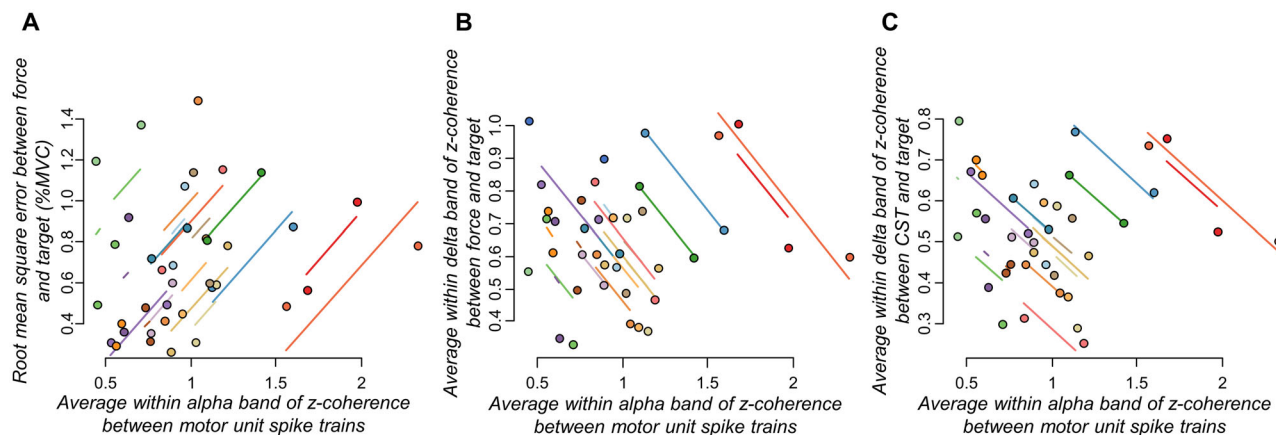 A
Root mean square error between force
and target (%MVC)
1.4
1.2
1.0
0.8
0.6
0.4
0.5
1
1.5
2
Average within alpha band of z-coherence
between motor unit spike trains
B
Average within delta band of z-coherence
between force and target
1.0
0.9
0.8
0.7
0.6
0.5
0.4
0.5
1
1.5
2
Average within alpha band of z-coherence
between motor unit spike trains
C
Average within delta band of z-coherence
between CST and target
0.8
0.7
0.6
0.5
0.4
0.3
0.5
1
1.5
2
Average within alpha band of z-coherence
between motor unit spike trains